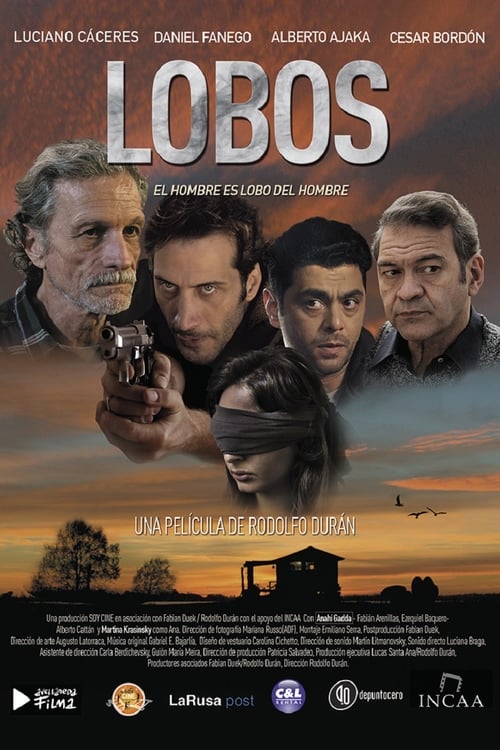 LUCIANO CÁCERES DANIEL FANEGO ALBERTO AJAKA CESAR BORDÓN
LOBOS
EL HOMBRE ES LOBO DEL HOMBRE
UNA PELÍCULA DE RODOLFO DURÁN
Una producción SOY CINE en asociación con Fabian Duek / Rodolfo Durán con el apoyo del INCAA Con Anahí Gadda - Fabián Arenillas, Ezequiel Baquero-
Alberto Cattán y Martina Krasinsky como Ana. Dirección de fotografía Mariana Russo(ADF), Montaje Emiliano Serra, Postproducción Fabian Duek,
Dirección de arte Augusto Latorraca, Música original Gabriel E. Bajarlía, Diseño de vestuario Carolina Cichetto, Dirección de sonido Martín Litmanovsky, Sonido directo Luciana Braga,
Asistente de dirección Carla Berdichevsky, Guión María Meira, Dirección de producción Patricia Salvadeo, Producción ejecutiva Lucas Santa Ana/Rodolfo Durán,
Productores asociados Fabian Duek/Rodolfo Durán, Dirección Rodolfo Durán.
FILM2
CINE
LaRusa post
C&L
RENTAL
depuntocero
INCAA